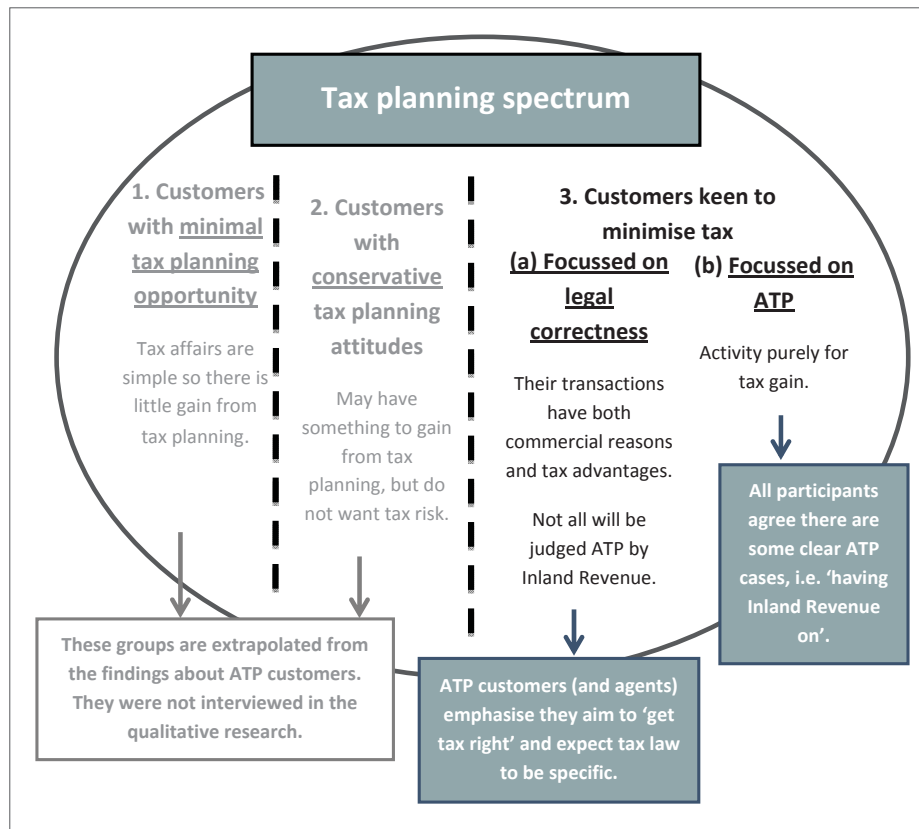 Tax planning spectrum
1. Customers
with minimal
tax planning
opportunity
Tax affairs are
simple so there is
little gain from
tax planning.
2. Customers
with
conservative
tax planning
attitudes
May have
something to gain
from tax
planning, but do
not want tax risk.
3. Customers keen to
minimise tax
(a) Focussed on
legal
correctness
Their transactions
have both
commercial reasons
and tax advantages.
Not all will be
judged ATP by
Inland Revenue.
(b) Focussed on
ATP
Activity purely for
tax gain.
All participants
agree there are
some clear ATP
cases, i.e. ‘having
Inland Revenue
on’.
These groups are extrapolated from
the findings about ATP customers.
They were not interviewed in the
qualitative research.
ATP customers (and agents)
emphasise they aim to ‘get
tax right’ and expect tax law
to be specific.